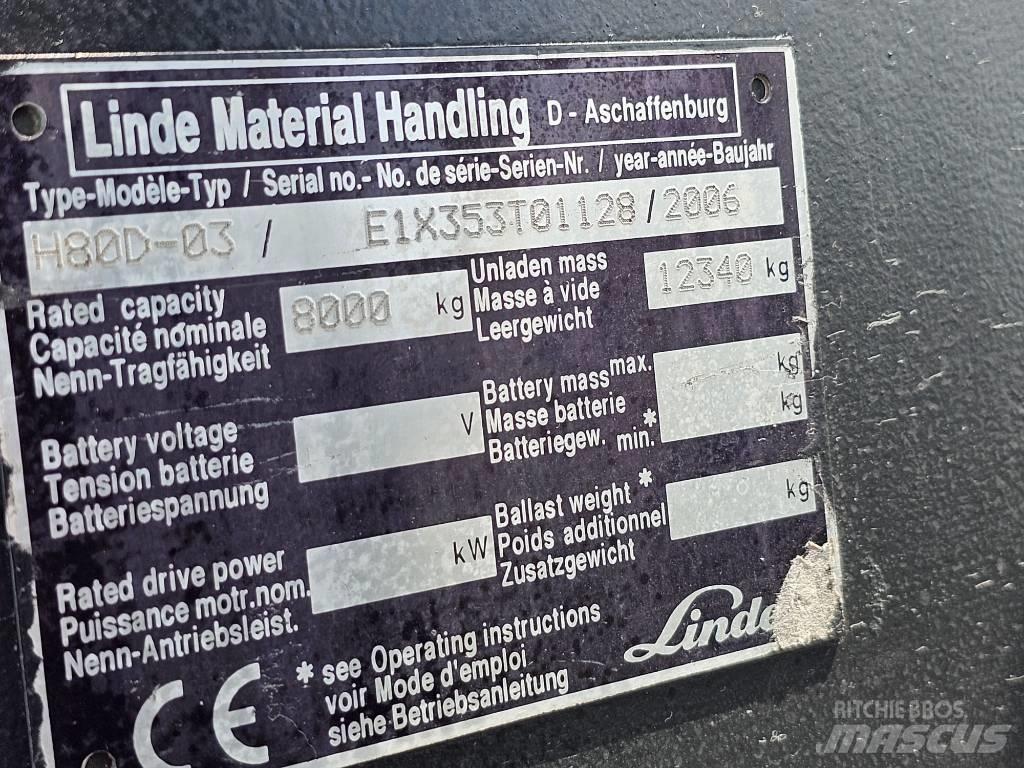 Linde Material Handling D - Aschaffenburg
Type-Modèle-Typ / Serial no.- No. de série-Serien-Nr. / year-année-Baujahr
H80D-03 / E1X353T01128 / 2006
Rated capacity
Capacité nominale
Nenn-Tragfähigkeit
8000 kg
Unladen mass
Masse à vide
Leergewicht
12340 kg
Battery voltage
Tension batterie
Batteriespannung
V
Battery mass max. kg
Masse batterie *
Batteriegew. min. kg
Rated drive power
Puissance motr.nom.
Nenn-Antriebsleist.
kW
Ballast weight *
Poids additionnel
Zusatzgewicht
kg
CE
* see Operating instructions
voir Mode d'emploi
siehe Betriebsanleitung
Linde
RITCHIE BROS.
MASCUS